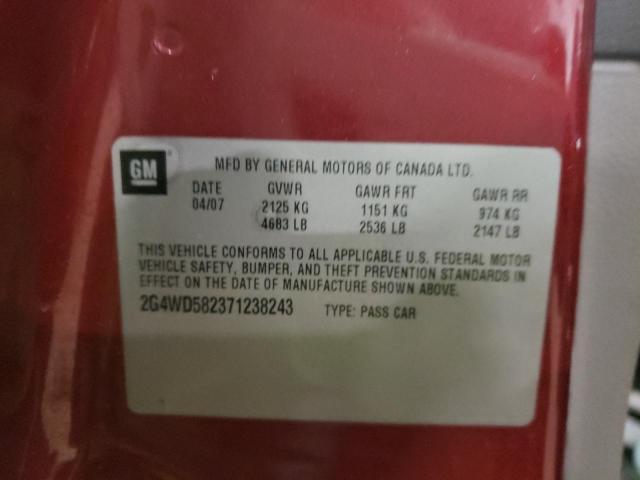 GM
MFD BY GENERAL MOTORS OF CANADA LTD.
DATE GVWR GAWR FRT GAWR RR
04/07 2125 KG 1151 KG 974 KG
4683 LB 2536 LB 2147 LB
THIS VEHICLE CONFORMS TO ALL APPLICABLE U.S. FEDERAL MOTOR
VEHICLE SAFETY, BUMPER, AND THEFT PREVENTION STANDARDS IN
EFFECT ON THE DATE OF MANUFACTURE SHOWN ABOVE.
2G4WD582371238243 TYPE: PASS CAR